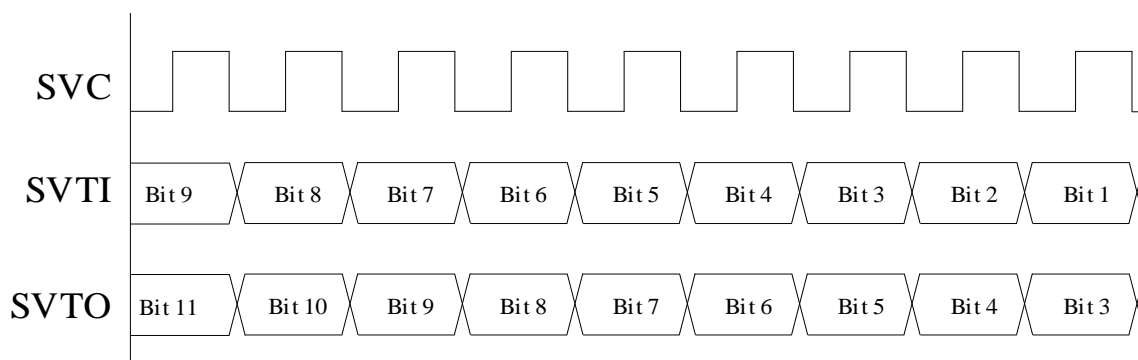 SVC
SVTI Bit 9 Bit 8 Bit 7 Bit 6 Bit 5 Bit 4 Bit 3 Bit 2 Bit 1
SVTO Bit 11 Bit 10 Bit 9 Bit 8 Bit 7 Bit 6 Bit 5 Bit 4 Bit 3